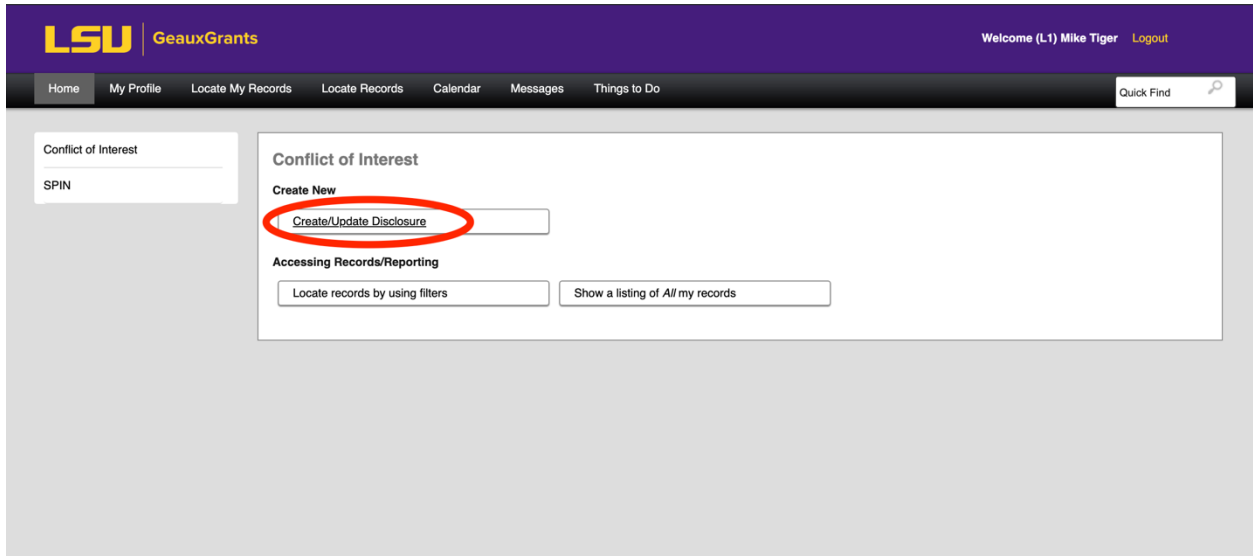 LSU GeauxGrants Welcome (L1) Mike Tiger Logout
Home My Profile Locate My Records Locate Records Calendar Messages Things to Do Quick Find
Conflict of Interest
SPIN
Conflict of Interest
Create New
Create/Update Disclosure
Accessing Records/Reporting
Locate records by using filters Show a listing of All my records